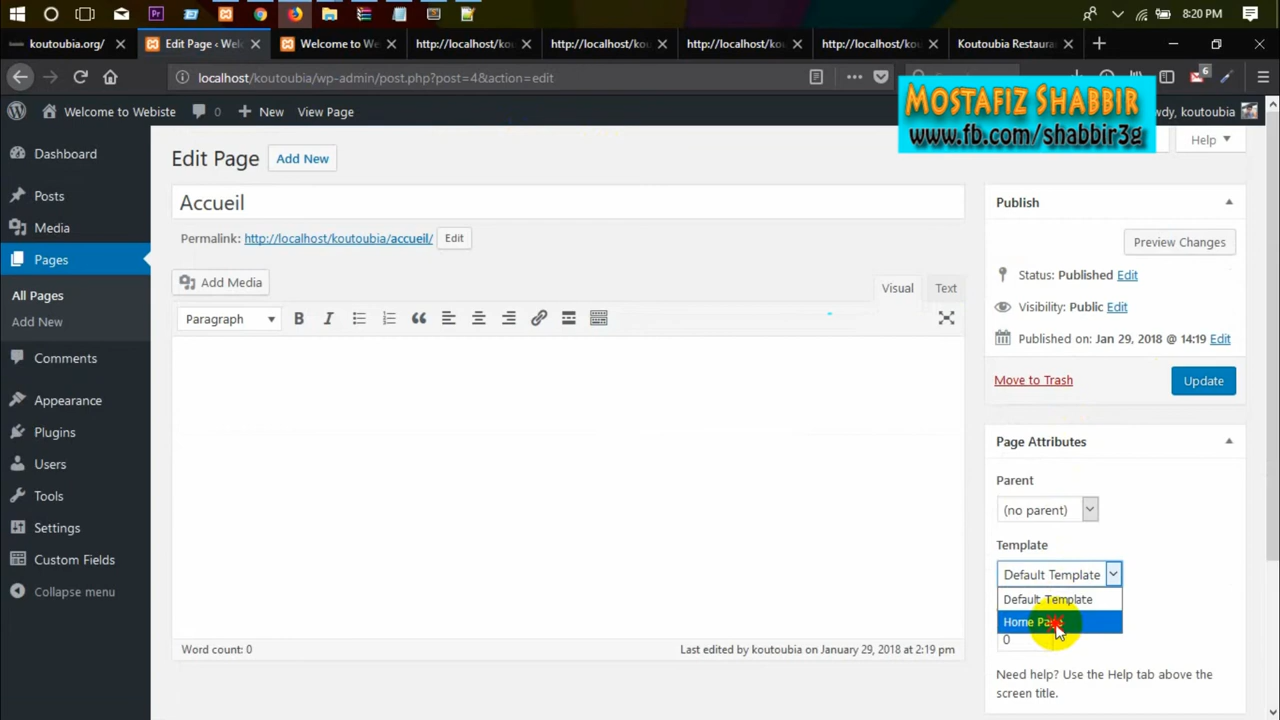 8:20 PM
koutoubia.org/
Edit Page ‹ Wel
Welcome to We
http://localhost/ko
http://localhost/ko
http://localhost/ko
http://localhost/ko
Koutoubia Restaura
localhost/koutoubia/wp-admin/post.php?post=4&action=edit
6
MOSTAFIZ SHABBIR
www.fb.com/shabbir3g
Welcome to Webiste
0
New
View Page
wdy, koutoubia
Dashboard
Posts
Media
Pages
All Pages
Add New
Comments
Appearance
Plugins
Users
Tools
Settings
Custom Fields
Collapse menu
Edit Page
Add New
Help
Accueil
Permalink: http://localhost/koutoubia/accueil/ Edit
Add Media
Visual
Text
Paragraph
B
I
Word count: 0
Last edited by koutoubia on January 29, 2018 at 2:19 pm
Publish
Preview Changes
Status: Published Edit
Visibility: Public Edit
Published on: Jan 29, 2018 @ 14:19 Edit
Move to Trash
Update
Page Attributes
Parent
(no parent)
Template
Default Template
Default Template
Home Page
0
Need help? Use the Help tab above the
screen title.